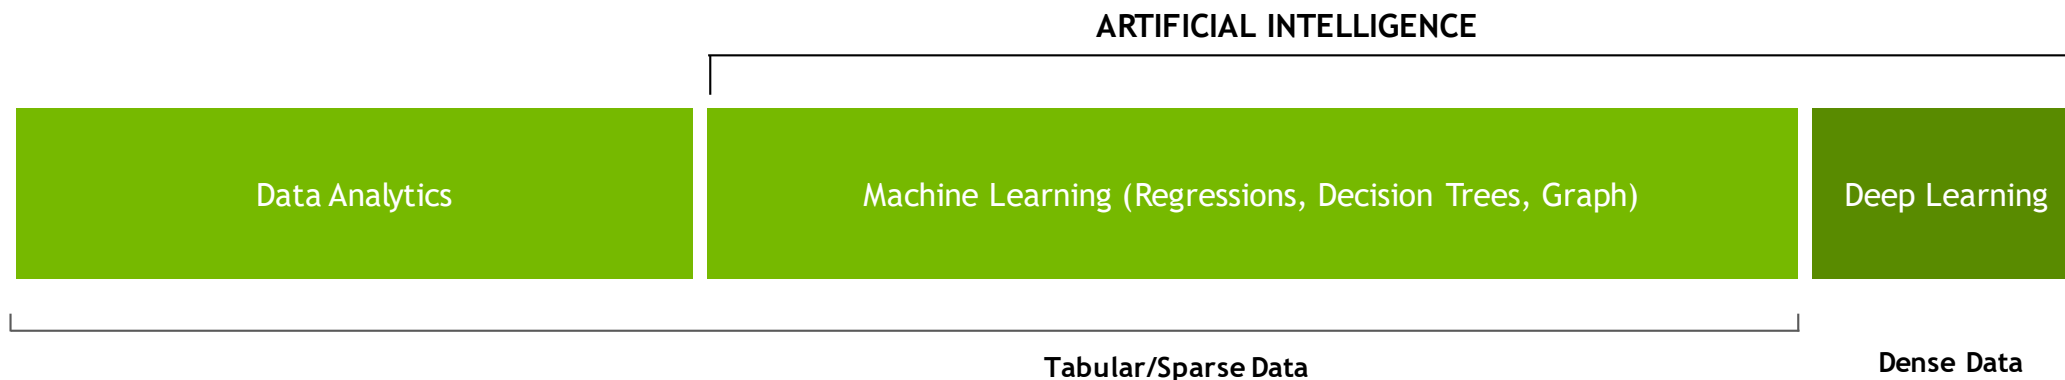 ARTIFICIAL INTELLIGENCE
Data Analytics
Machine Learning (Regressions, Decision Trees, Graph)
Deep Learning
Tabular/Sparse Data
Dense Data